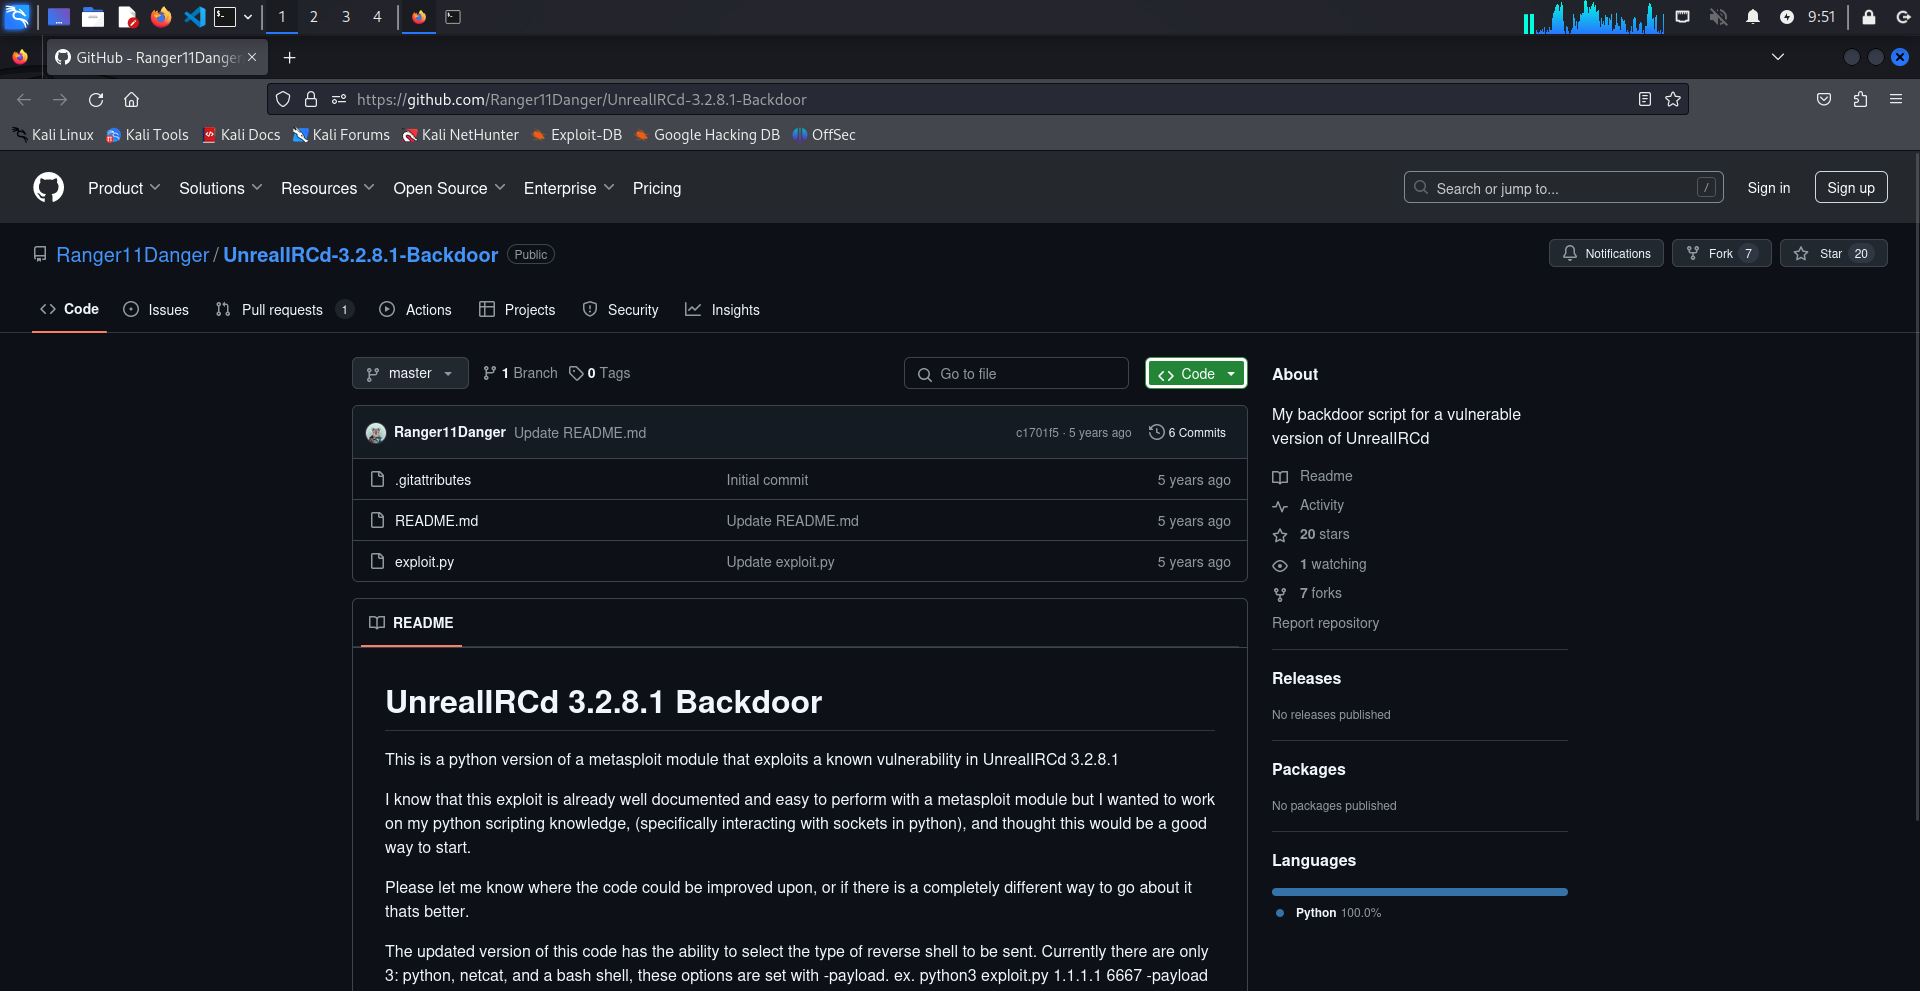 1 2 3 4 9:51
GitHub - Ranger11Danger
https://github.com/Ranger11Danger/UnrealIRCd-3.2.8.1-Backdoor
Kali Linux Kali Tools Kali Docs Kali Forums Kali NetHunter Exploit-DB Google Hacking DB OffSec
Product Solutions Resources Open Source Enterprise Pricing Search or jump to... / Sign in Sign up
Ranger11Danger / UnrealIRCd-3.2.8.1-Backdoor Public Notifications Fork 7 Star 20
Code Issues Pull requests 1 Actions Projects Security Insights
master 1 Branch 0 Tags Go to file Code
Ranger11Danger Update README.md c1701f5 · 5 years ago 6 Commits
.gitattributes Initial commit 5 years ago
README.md Update README.md 5 years ago
exploit.py Update exploit.py 5 years ago
README
UnrealIRCd 3.2.8.1 Backdoor
This is a python version of a metasploit module that exploits a known vulnerability in UnrealIRCd 3.2.8.1
I know that this exploit is already well documented and easy to perform with a metasploit module but I wanted to work
on my python scripting knowledge, (specifically interacting with sockets in python), and thought this would be a good
way to start.
Please let me know where the code could be improved upon, or if there is a completely different way to go about it
thats better.
The updated version of this code has the ability to select the type of reverse shell to be sent. Currently there are only
3: python, netcat, and a bash shell, these options are set with -payload. ex. python3 exploit.py 1.1.1.1 6667 -payload
About
My backdoor script for a vulnerable
version of UnrealIRCd
Readme
Activity
20 stars
1 watching
7 forks
Report repository
Releases
No releases published
Packages
No packages published
Languages
Python 100.0%